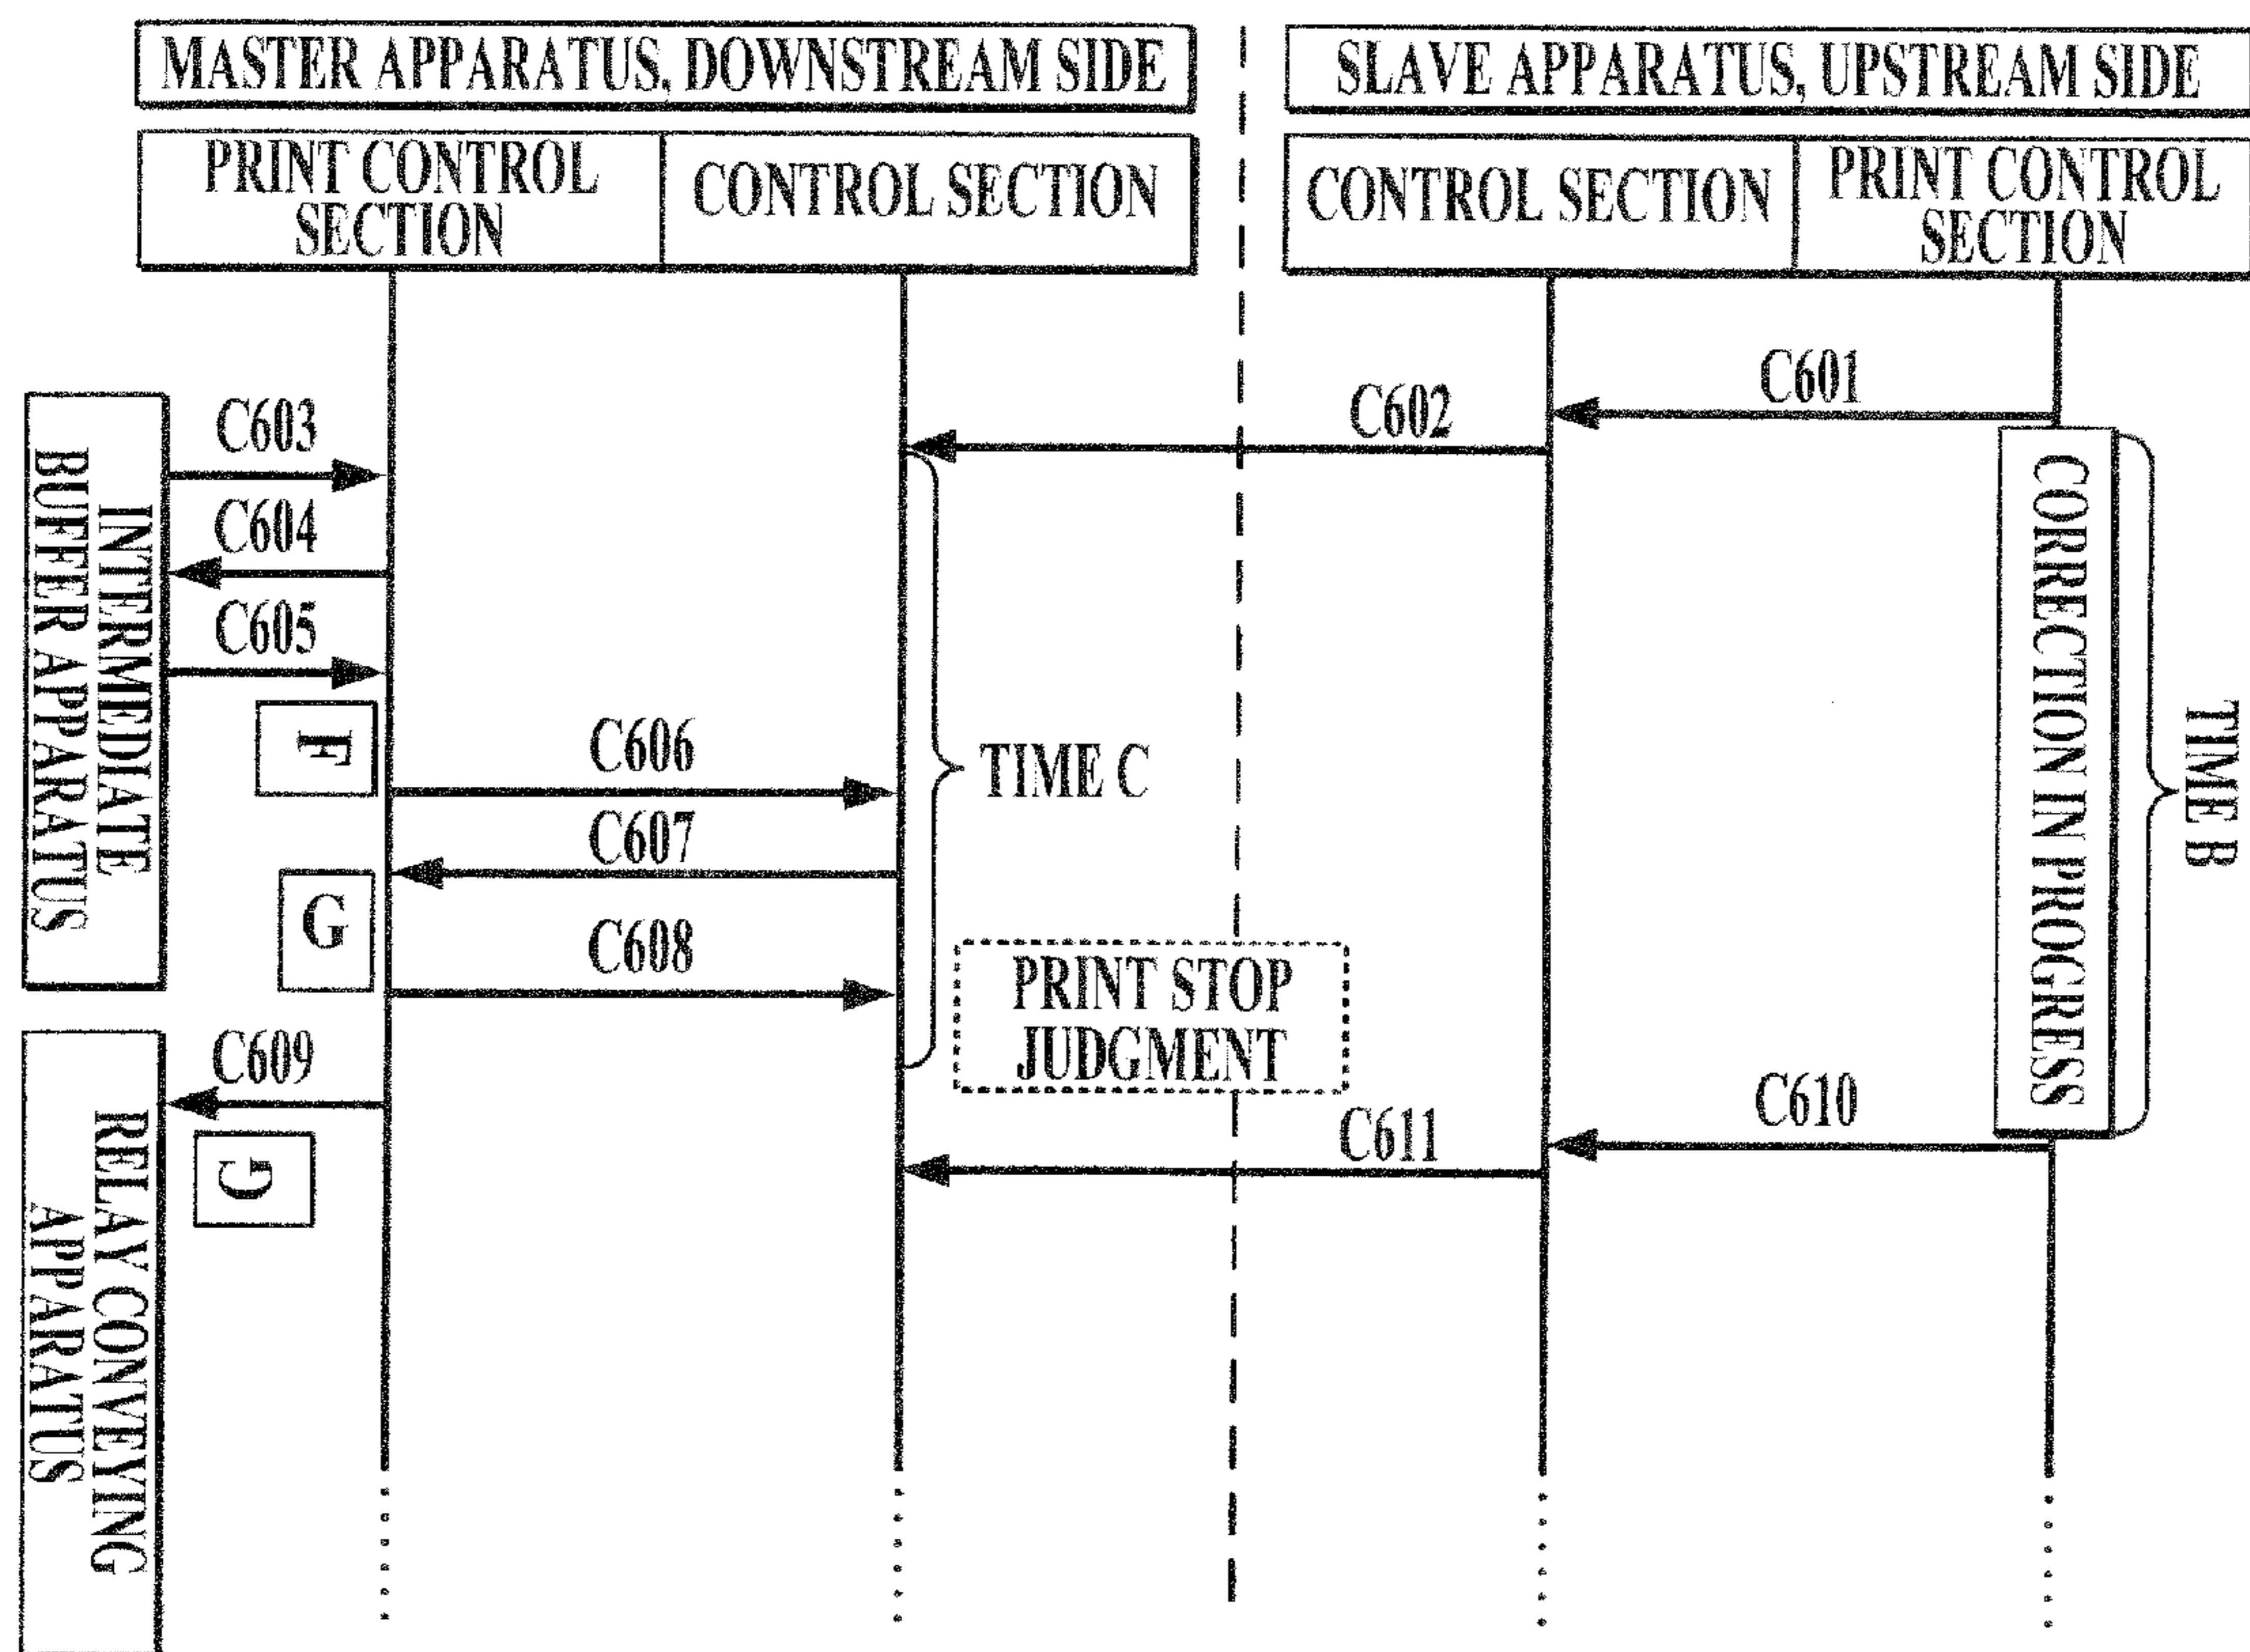 MASTER APPARATUS, DOWNSTREAM SIDE
SLAVE APPARATUS, UPSTREAM SIDE
PRINT CONTROL
SECTION
CONTROL SECTION
CONTROL SECTION
PRINT CONTROL
SECTION
C601
C602
C603
C604
C605
INTERMEDIATE
BUFFER APPARATUS
F
C606
TIME C
C607
G
C608
CORRECTION IN PROGRESS
TIME B
PRINT STOP
JUDGMENT
C609
G
RELAY CONVEYING
APPARATUS
C610
C611